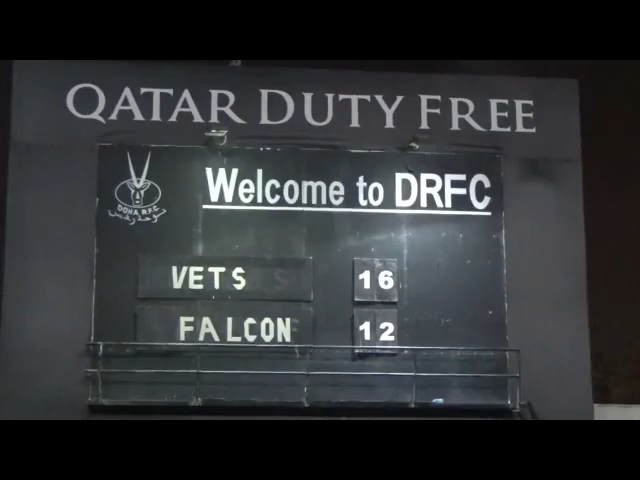 QATAR DUTY FREE
Welcome to DRFC
DOHA R.F.C
VETS 16
FALCON 12